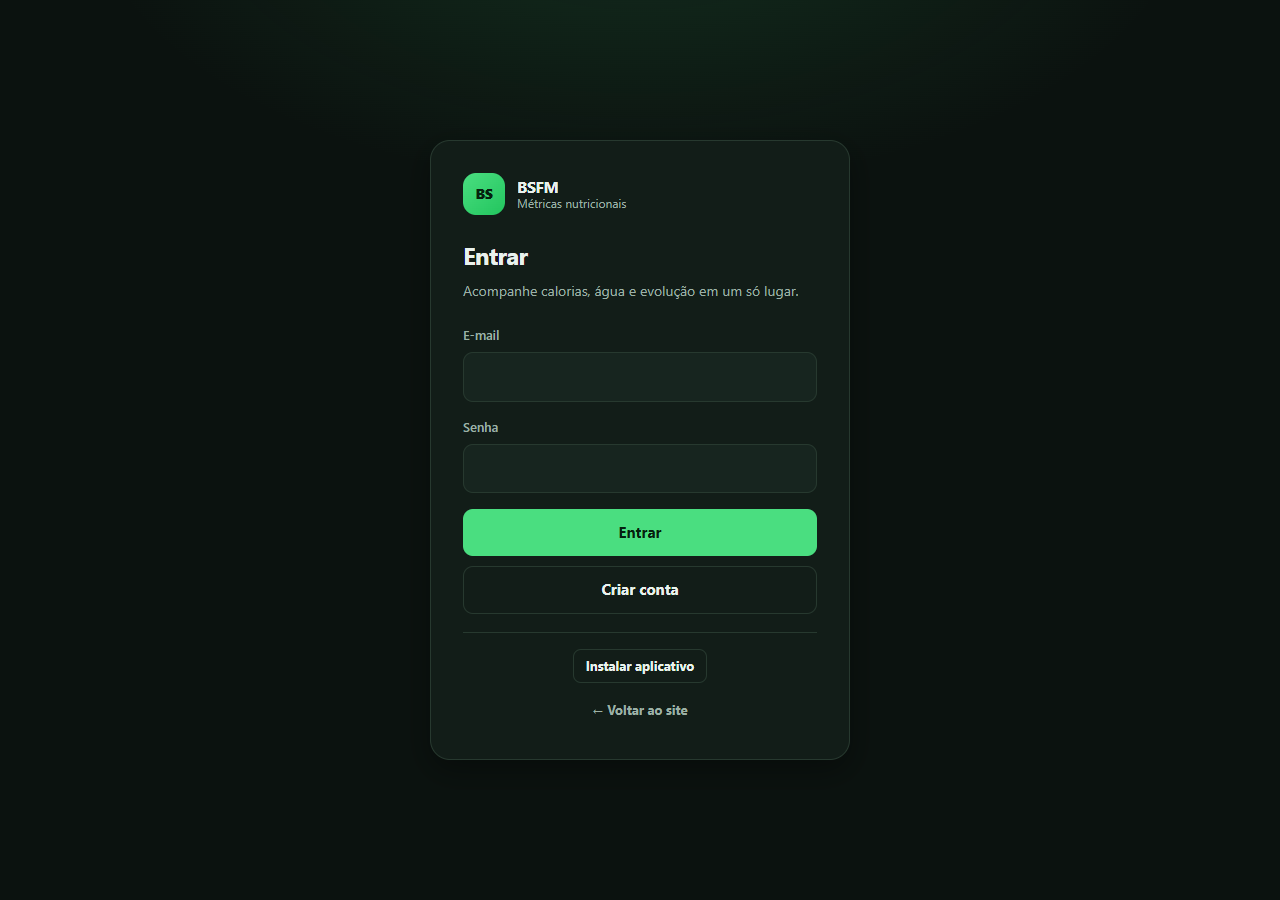 BS
BSFM
Métricas nutricionais
Entrar
Acompanhe calorias, água e evolução em um só lugar.
E-mail
Senha
Entrar
Criar conta
Instalar aplicativo
← Voltar ao site